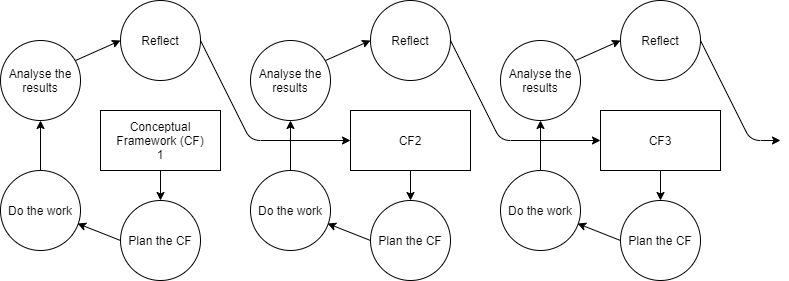 Reflect
Analyse the
results
Conceptual
Framework (CF)
1
Do the work
Plan the CF
Reflect
Analyse the
results
CF2
Do the work
Plan the CF
Reflect
Analyse the
results
CF3
Do the work
Plan the CF